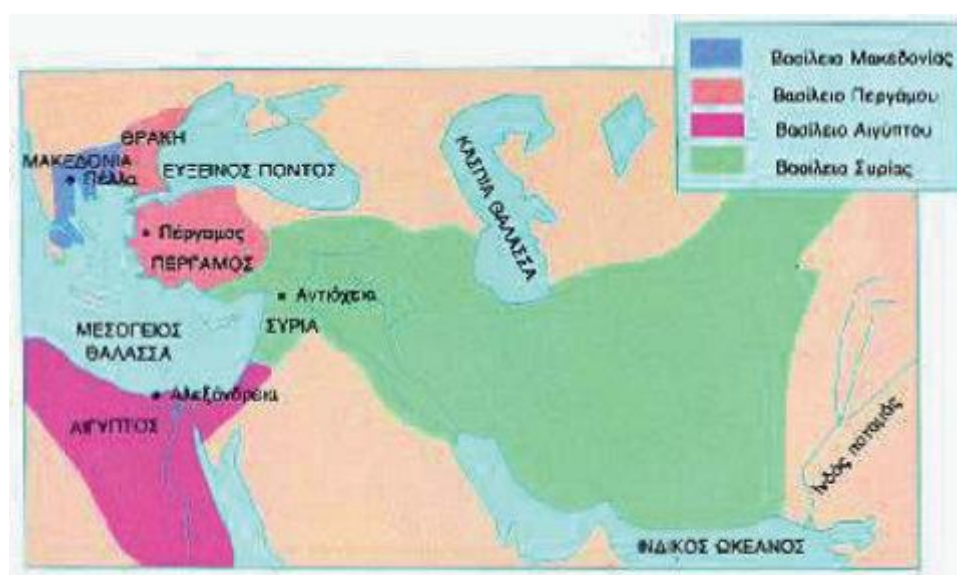 Βασίλειο Μακεδονίας
Βασίλειο Περγάμου
Βασίλειο Αιγύπτου
Βασίλειο Συρίας
ΘΡΑΚΗ
ΜΑΚΕΔΟΝΙΑ
Πέλλα
ΕΥΞΕΙΝΟΣ ΠΟΝΤΟΣ
ΚΑΣΠΙΑ ΘΑΛΑΣΣΑ
Πέργαμος
ΠΕΡΓΑΜΟΣ
Αντιόχεια
ΣΥΡΙΑ
ΜΕΣΟΓΕΙΟΣ
ΘΑΛΑΣΣΑ
Αλεξάνδρεια
ΑΙΓΥΠΤΟΣ
Ινδός ποταμός
ΙΝΔΙΚΟΣ ΩΚΕΑΝΟΣ